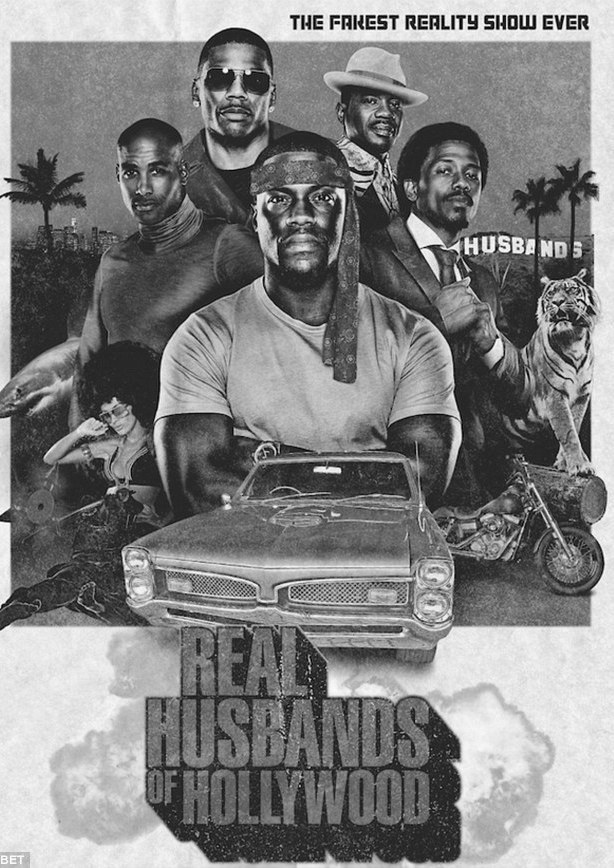 THE FAKEST REALITY SHOW EVER
HUSBANDS
REAL
HUSBANDS
OF HOLLYWOOD
BET